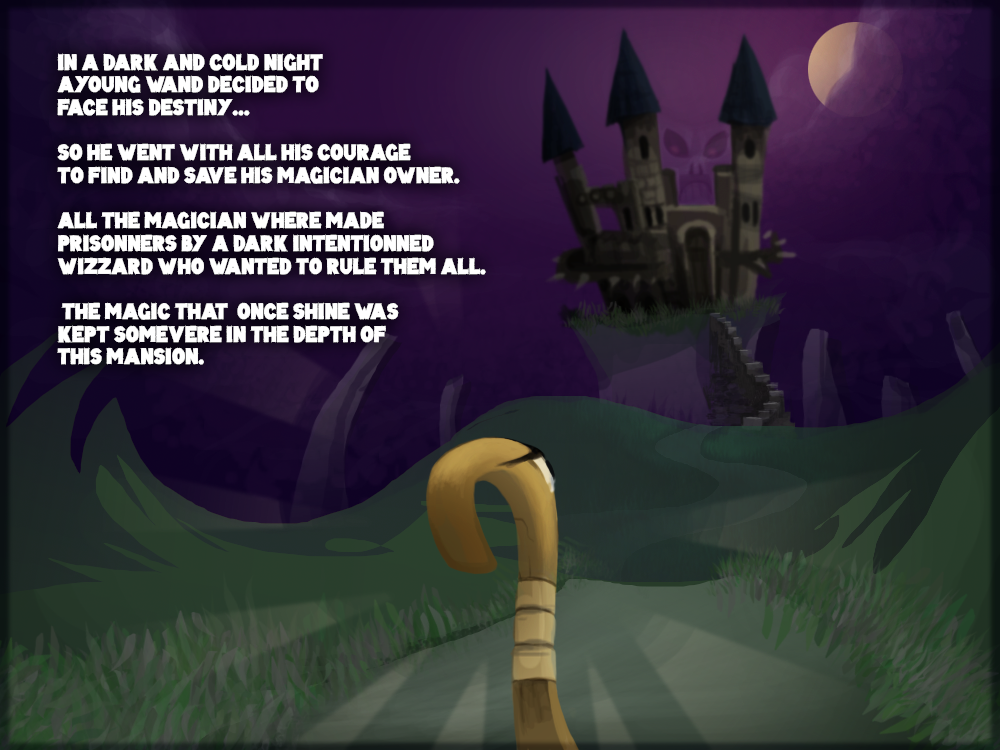 IN A DARK AND COLD NIGHT
AYOUNG WAND DECIDED TO
FACE HIS DESTINY...
SO HE WENT WITH ALL HIS COURAGE
TO FIND AND SAVE HIS MAGICIAN OWNER.
ALL THE MAGICIAN WHERE MADE
PRISONNERS BY A DARK INTENTIONNED
WIZZARD WHO WANTED TO RULE THEM ALL.
THE MAGIC THAT ONCE SHINE WAS
KEPT SOMEVERE IN THE DEPTH OF
THIS MANSION.